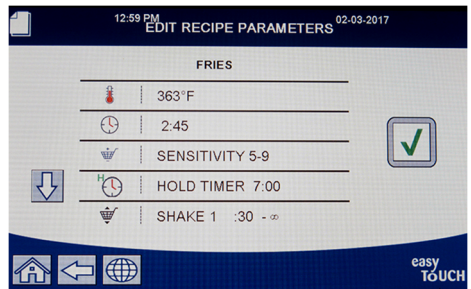 12:59 PM
02-03-2017
EDIT RECIPE PARAMETERS
FRIES
363°F
2:45
SENSITIVITY 5-9
H
HOLD TIMER 7:00
SHAKE 1 :30 - ∞
easy
TOUCH